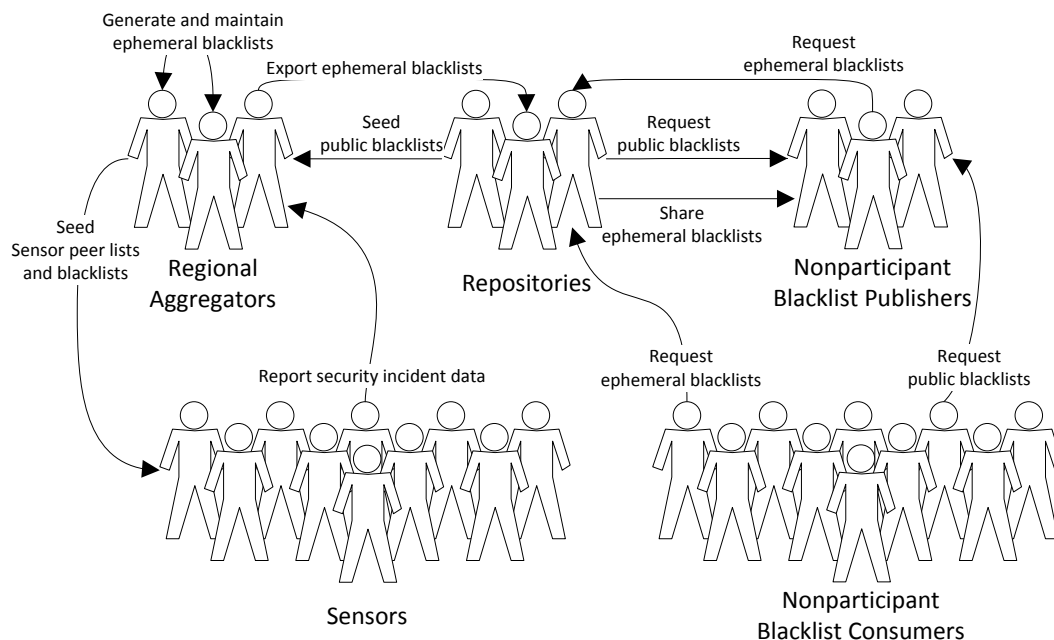 Generate and maintain
ephemeral blacklists
Export ephemeral blacklists
Request
ephemeral blacklists
Seed
public blacklists
Request
public blacklists
Share
ephemeral blacklists
Seed
Sensor peer lists
and blacklists
Regional
Aggregators
Repositories
Nonparticipant
Blacklist Publishers
Report security incident data
Request
ephemeral blacklists
Request
public blacklists
Sensors
Nonparticipant
Blacklist Consumers